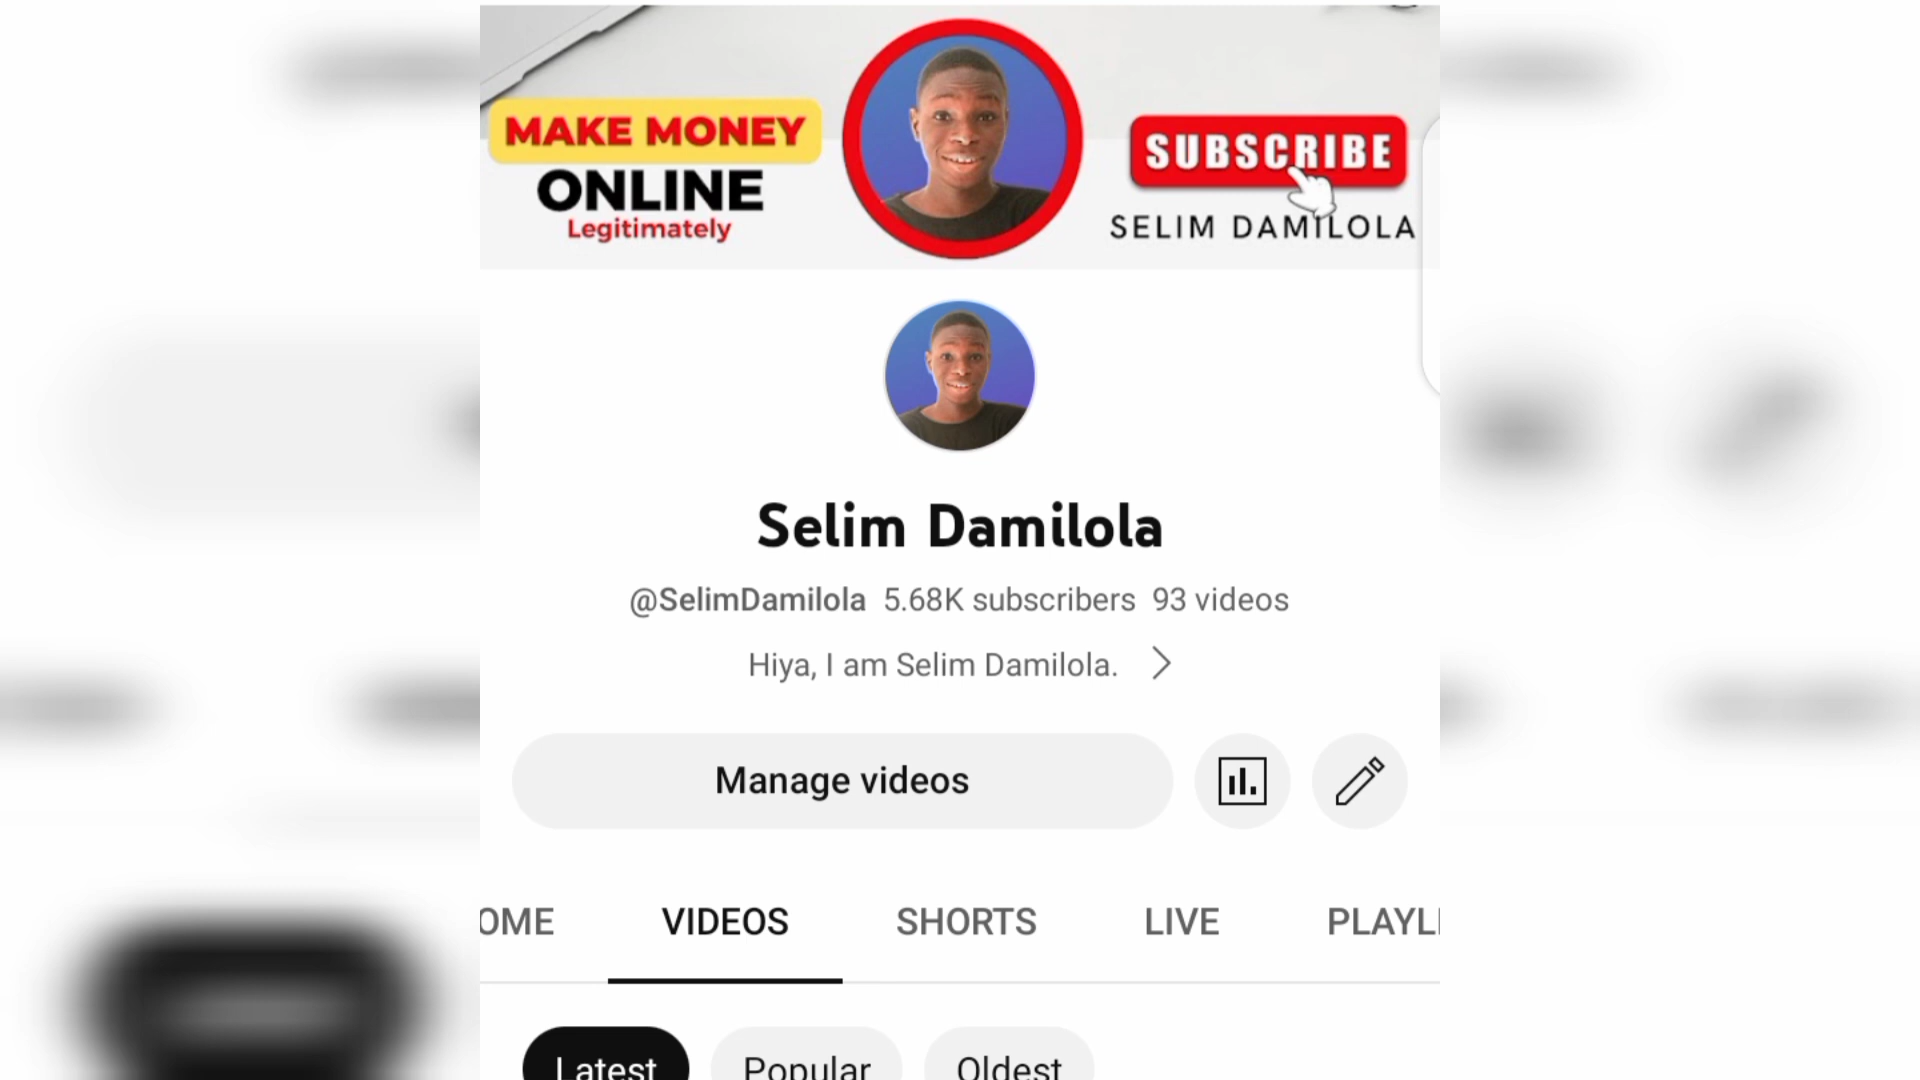 MAKE MONEY
ONLINE
Legitimately
SUBSCRIBE
SELIM DAMILOLA
Selim Damilola
@SelimDamilola 5.68K subscribers 93 videos
Hiya, I am Selim Damilola.
Manage videos
OME VIDEOS SHORTS LIVE PLAYLI
Latest Popular Oldest